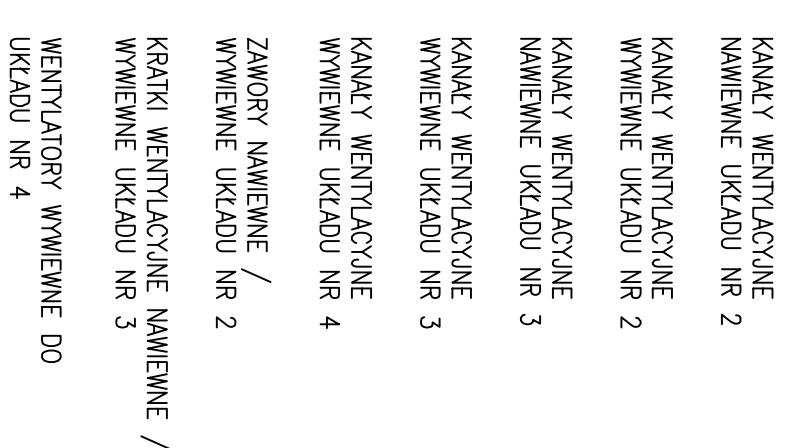 KANAŁY WENTYLACYJNE
NAWIEWNE UKŁADU NR 2
KANAŁY WENTYLACYJNE
WYWIEWNE UKŁADU NR 2
KANAŁY WENTYLACYJNE
NAWIEWNE UKŁADU NR 3
KANAŁY WENTYLACYJNE
WYWIEWNE UKŁADU NR 3
KANAŁY WENTYLACYJNE
WYWIEWNE UKŁADU NR 4
ZAWORY NAWIEWNE /
WYWIEWNE UKŁADU NR 2
KRATKI WENTYLACYJNE NAWIEWNE /
WYWIEWNE UKŁADU NR 3
WENTYLATORY WYWIEWNE DO
UKŁADU NR 4